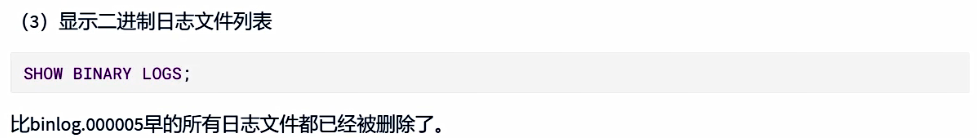 （3）显示二进制日志文件列表
SHOW BINARY LOGS;
比binlog.000005早的所有日志文件都已经被删除了。